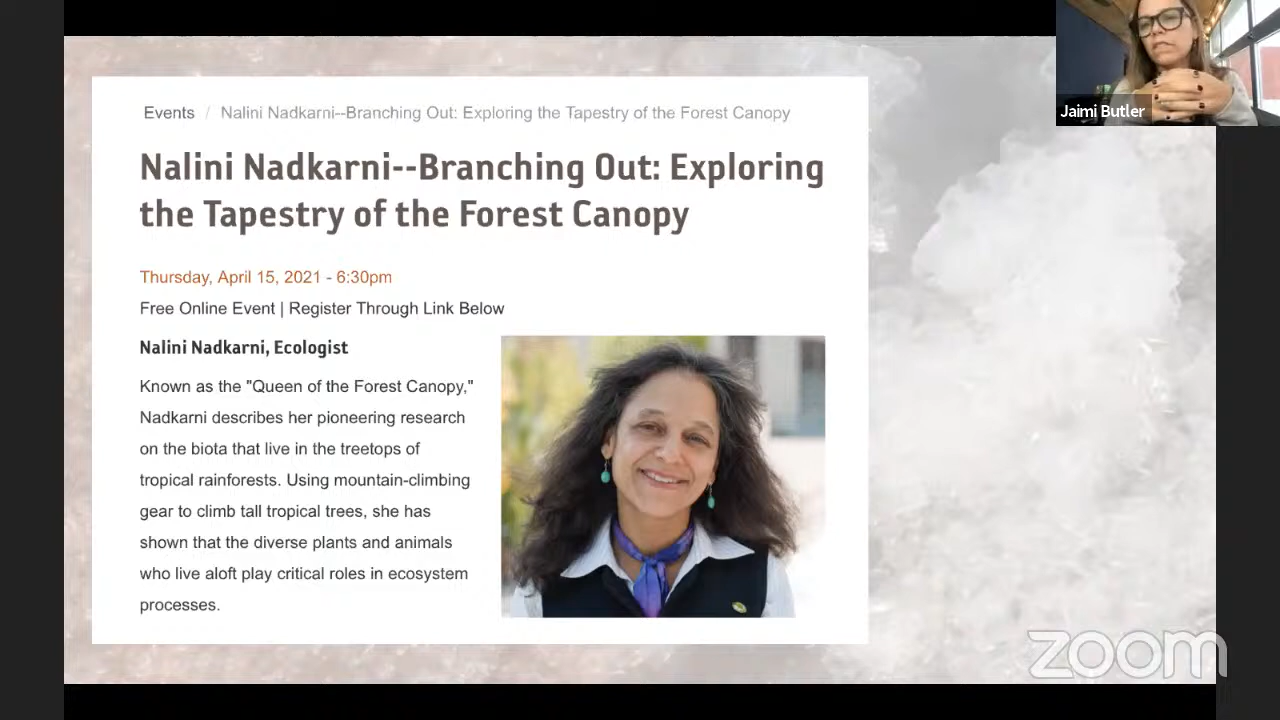 Events / Nalini Nadkarni--Branching Out: Exploring the Tapestry of the Forest Canopy
Jaimi Butler
Nalini Nadkarni--Branching Out: Exploring
the Tapestry of the Forest Canopy
Thursday, April 15, 2021 - 6:30pm
Free Online Event | Register Through Link Below
Nalini Nadkarni, Ecologist
Known as the "Queen of the Forest Canopy,"
Nadkarni describes her pioneering research
on the biota that live in the treetops of
tropical rainforests. Using mountain-climbing
gear to climb tall tropical trees, she has
shown that the diverse plants and animals
who live aloft play critical roles in ecosystem
processes.
zoom